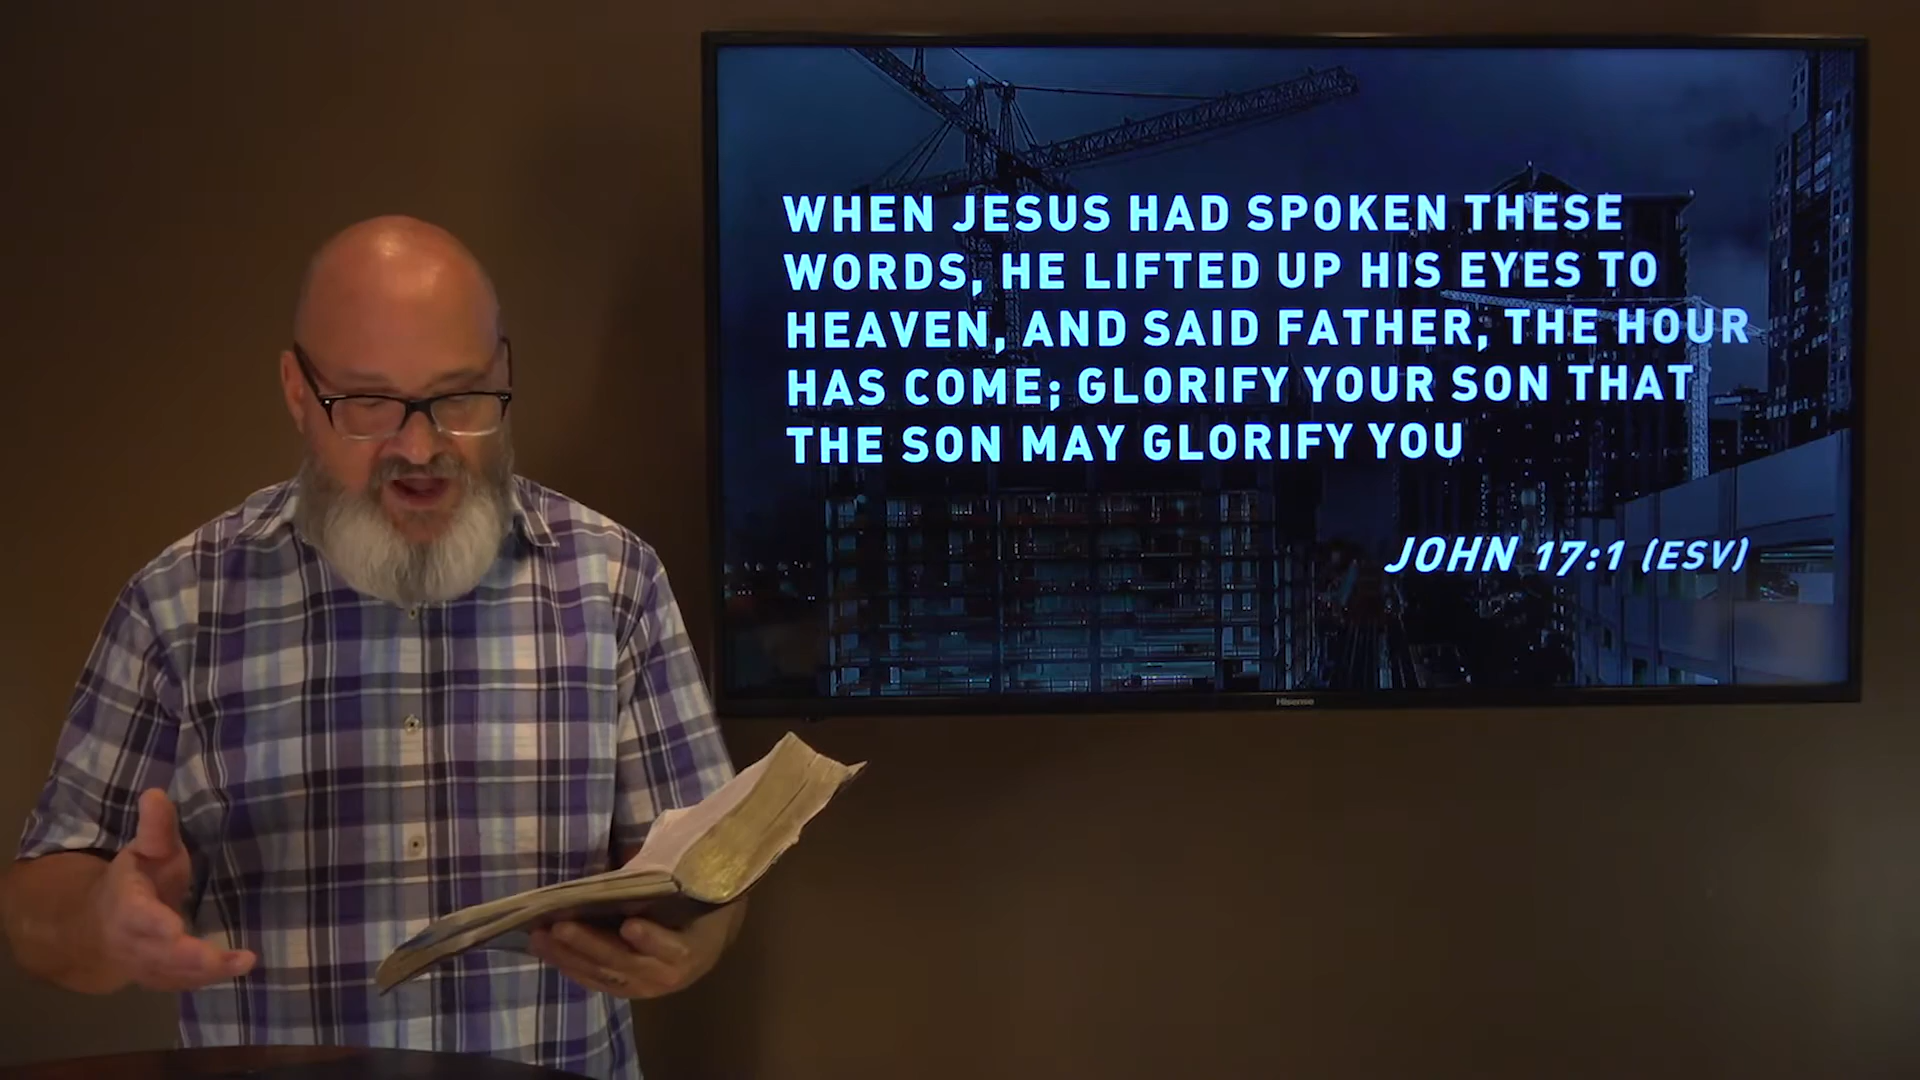 WHEN JESUS HAD SPOKEN THESE
WORDS, HE LIFTED UP HIS EYES TO
HEAVEN, AND SAID FATHER, THE HOUR
HAS COME; GLORIFY YOUR SON THAT
THE SON MAY GLORIFY YOU
JOHN 17:1 (ESV)
Hisense